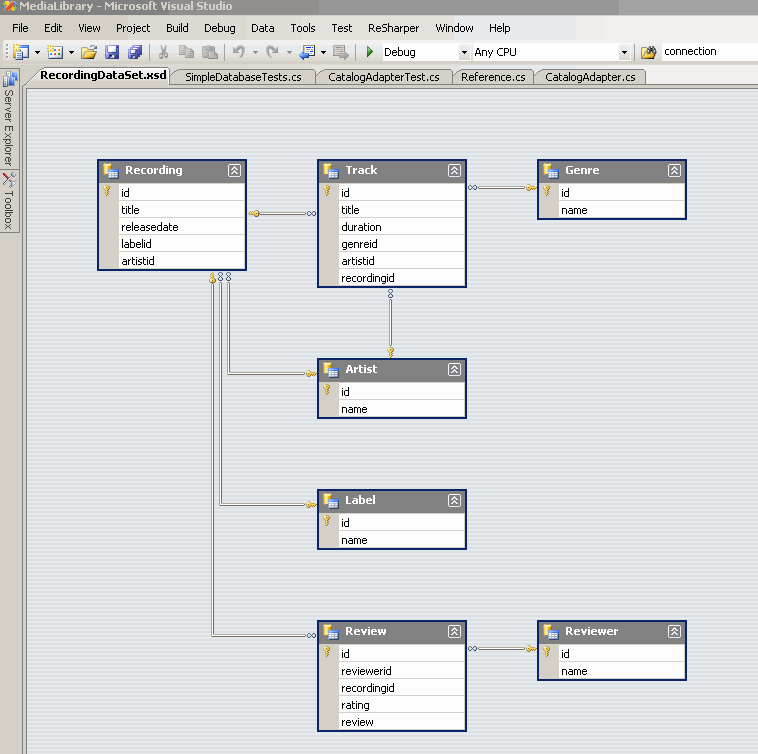 MediaLibrary - Microsoft Visual Studio
File Edit View Project Build Debug Data Tools Test ReSharper Window Help
Debug Any CPU connection
RecordingDataSet.xsd SimpleDatabaseTests.cs CatalogAdapterTest.cs Reference.cs CatalogAdapter.cs
Server Explorer
Toolbox
Recording
id
title
releasedate
labelid
artistid
Track
id
title
duration
genreid
artistid
recordingid
Genre
id
name
Artist
id
name
Label
id
name
Review
id
reviewerid
recordingid
rating
review
Reviewer
id
name